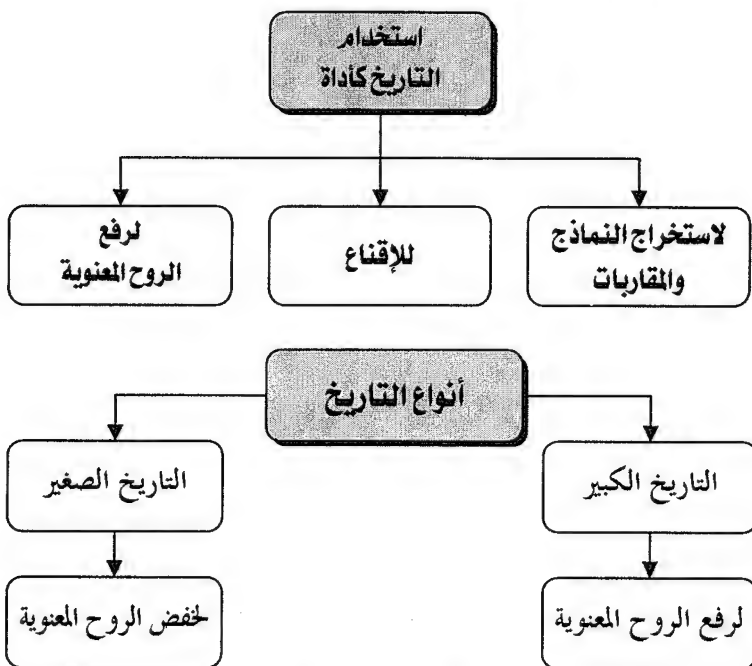 استخدام
التاريخ كأداة
لاستخراج النماذج
والمقاربات
للإقناع
لرفع
الروح المعنوية
أنواع التاريخ
التاريخ الكبير
التاريخ الصغير
لرفع الروح المعنوية
لخفض الروح المعنوية